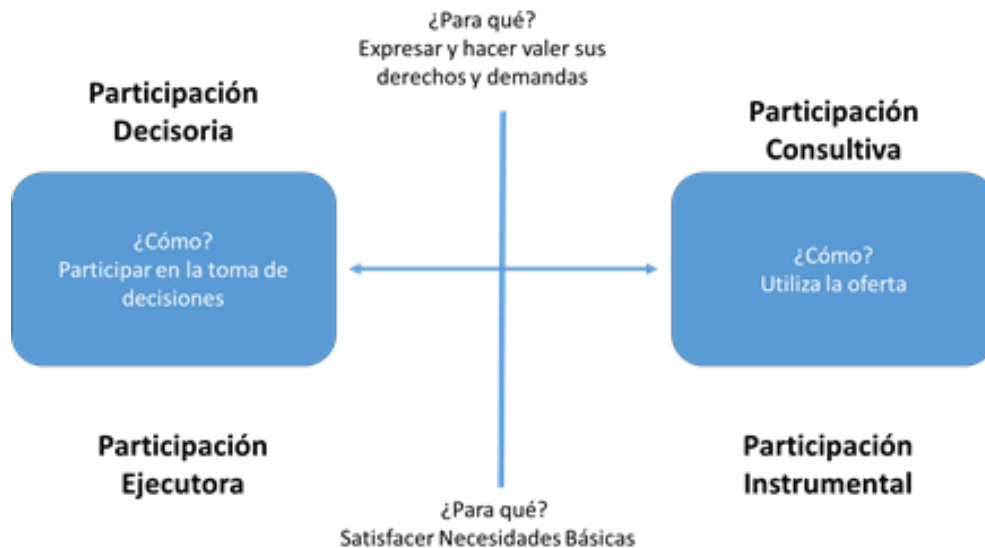 ¿Para qué?
Expresar y hacer valer sus
derechos y demandas
Participación
Decisoria
Participación
Consultiva
¿Cómo?
Participar en la toma de
decisiones
¿Cómo?
Utiliza la oferta
Participación
Ejecutora
Participación
Instrumental
¿Para qué?
Satisfacer Necesidades Básicas